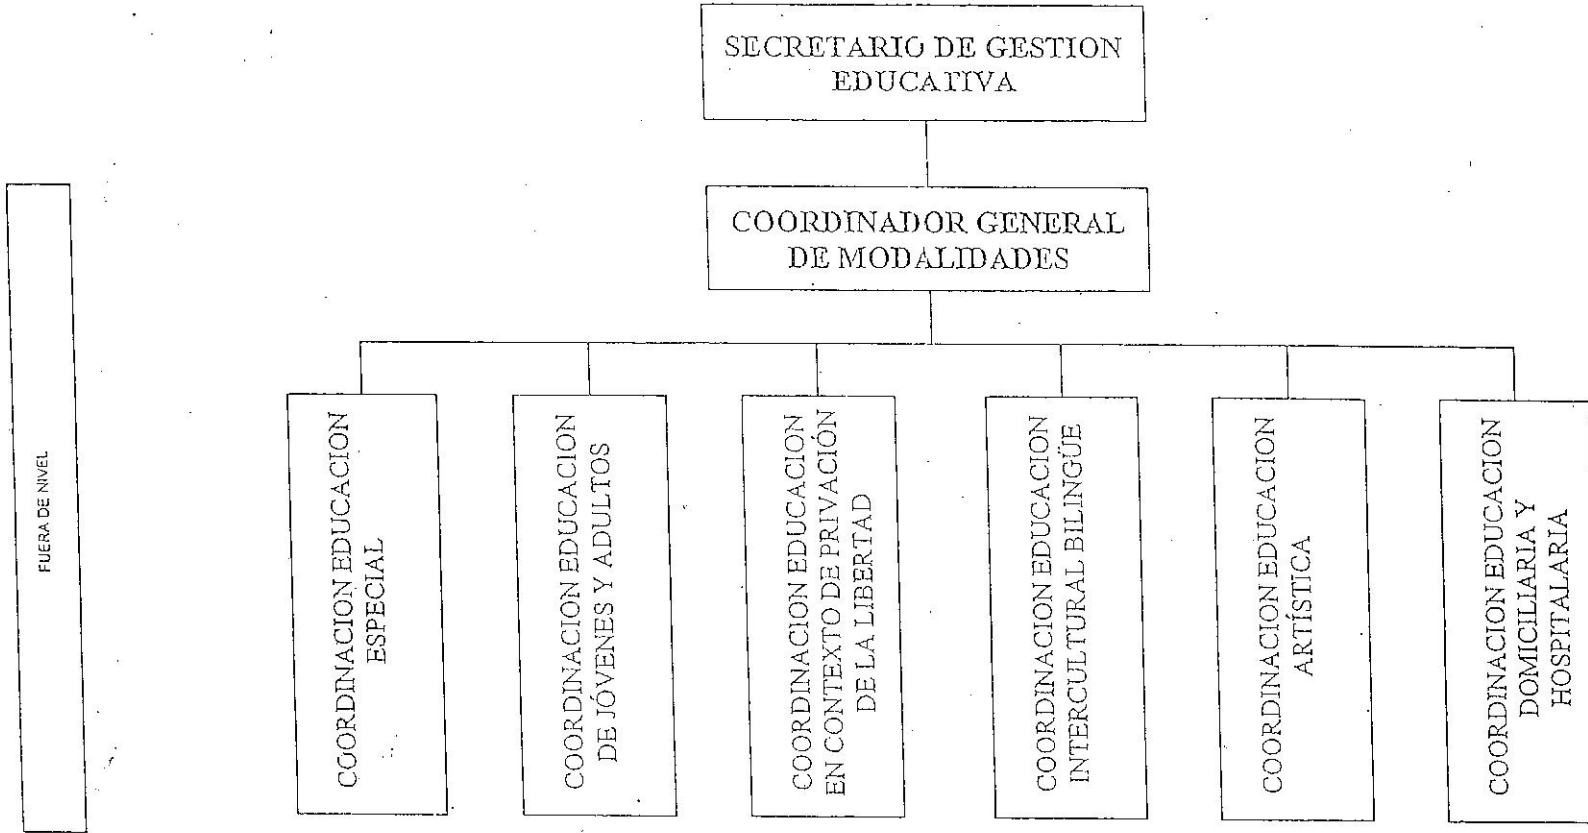 SECRETARIO DE GESTION
EDUCATIVA
COORDINADOR GENERAL
DE MODALIDADES
FUERA DE NIVEL
COORDINACION EDUCACION
ESPECIAL
COORDINACION EDUCACION
DE JÓVENES Y ADULTOS
COORDINACION EDUCACION
EN CONTEXTO DE PRIVACIÓN
DE LA LIBERTAD
COORDINACION EDUCACION
INTERCULTURAL BILINGÜE
COORDINACION EDUCACION
ARTÍSTICA
COORDINACION EDUCACION
DOMICILIARIA Y
HOSPITALARIA